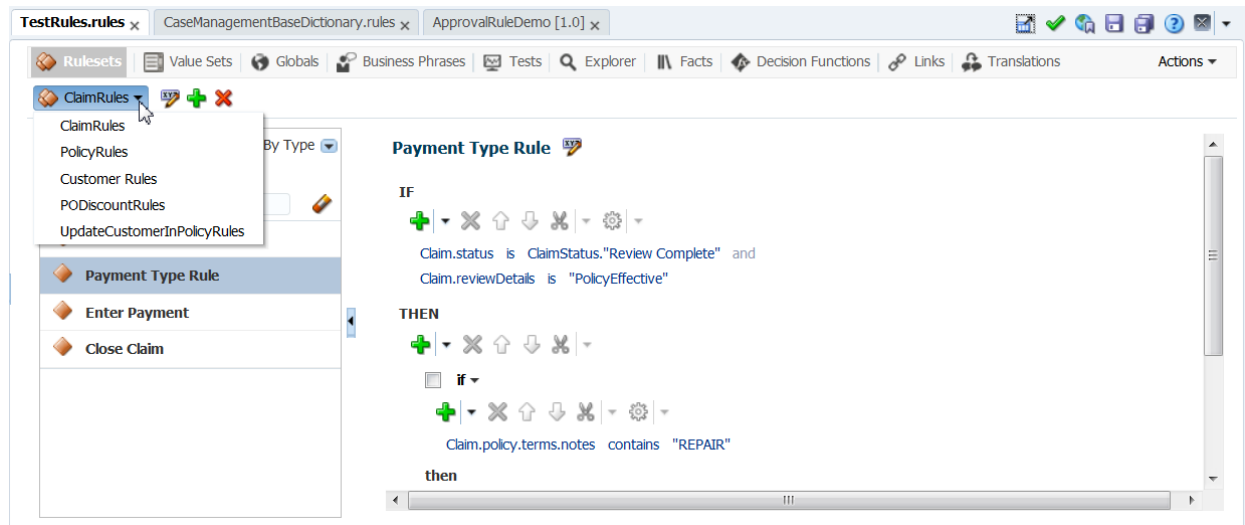 TestRules.rules x CaseManagementBaseDictionary.rules x ApprovalRuleDemo [1.0] x
Rulesets Value Sets Globals Business Phrases Tests Explorer Facts Decision Functions Links Translations Actions
ClaimRules
ClaimRules
PolicyRules
Customer Rules
PODiscountRules
UpdateCustomerInPolicyRules
By Type
Payment Type Rule
Enter Payment
Close Claim
Payment Type Rule
IF
Claim.status is ClaimStatus."Review Complete" and
Claim.reviewDetails is "PolicyEffective"
THEN
if
Claim.policy.terms.notes contains "REPAIR"
then